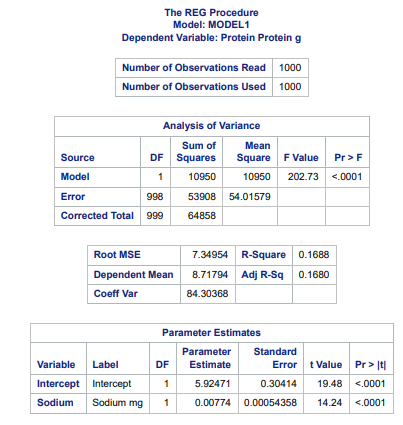 The REG Procedure
Model: MODEL1
Dependent Variable: Protein Protein g
Number of Observations Read 1000
Number of Observations Used 1000
Analysis of Variance
Source DF Sum of Squares Mean Square F Value Pr > F
Model 1 10950 10950 202.73 <.0001
Error 998 53908 54.01579
Corrected Total 999 64858
Root MSE 7.34954 R-Square 0.1688
Dependent Mean 8.71794 Adj R-Sq 0.1680
Coeff Var 84.30368
Parameter Estimates
Variable Label DF Parameter Estimate Standard Error t Value Pr > |t|
Intercept Intercept 1 5.92471 0.30414 19.48 <.0001
Sodium Sodium mg 1 0.00774 0.00054358 14.24 <.0001